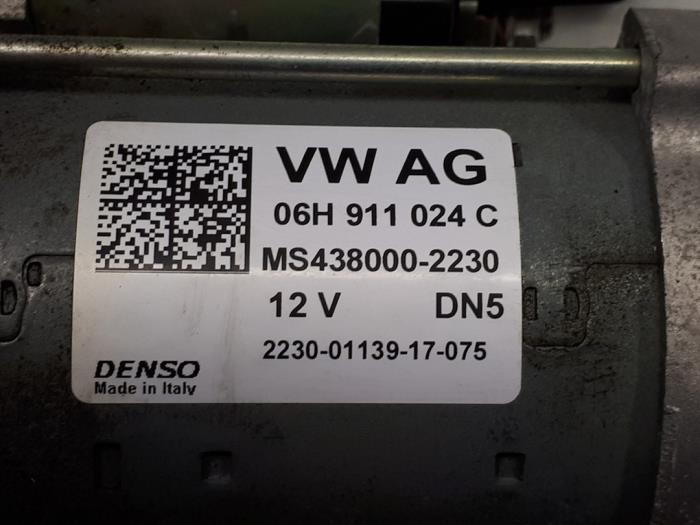 VW AG
06H 911 024 C
MS438000-2230
12 V DN5
2230-01139-17-075
DENSO
Made in Italy